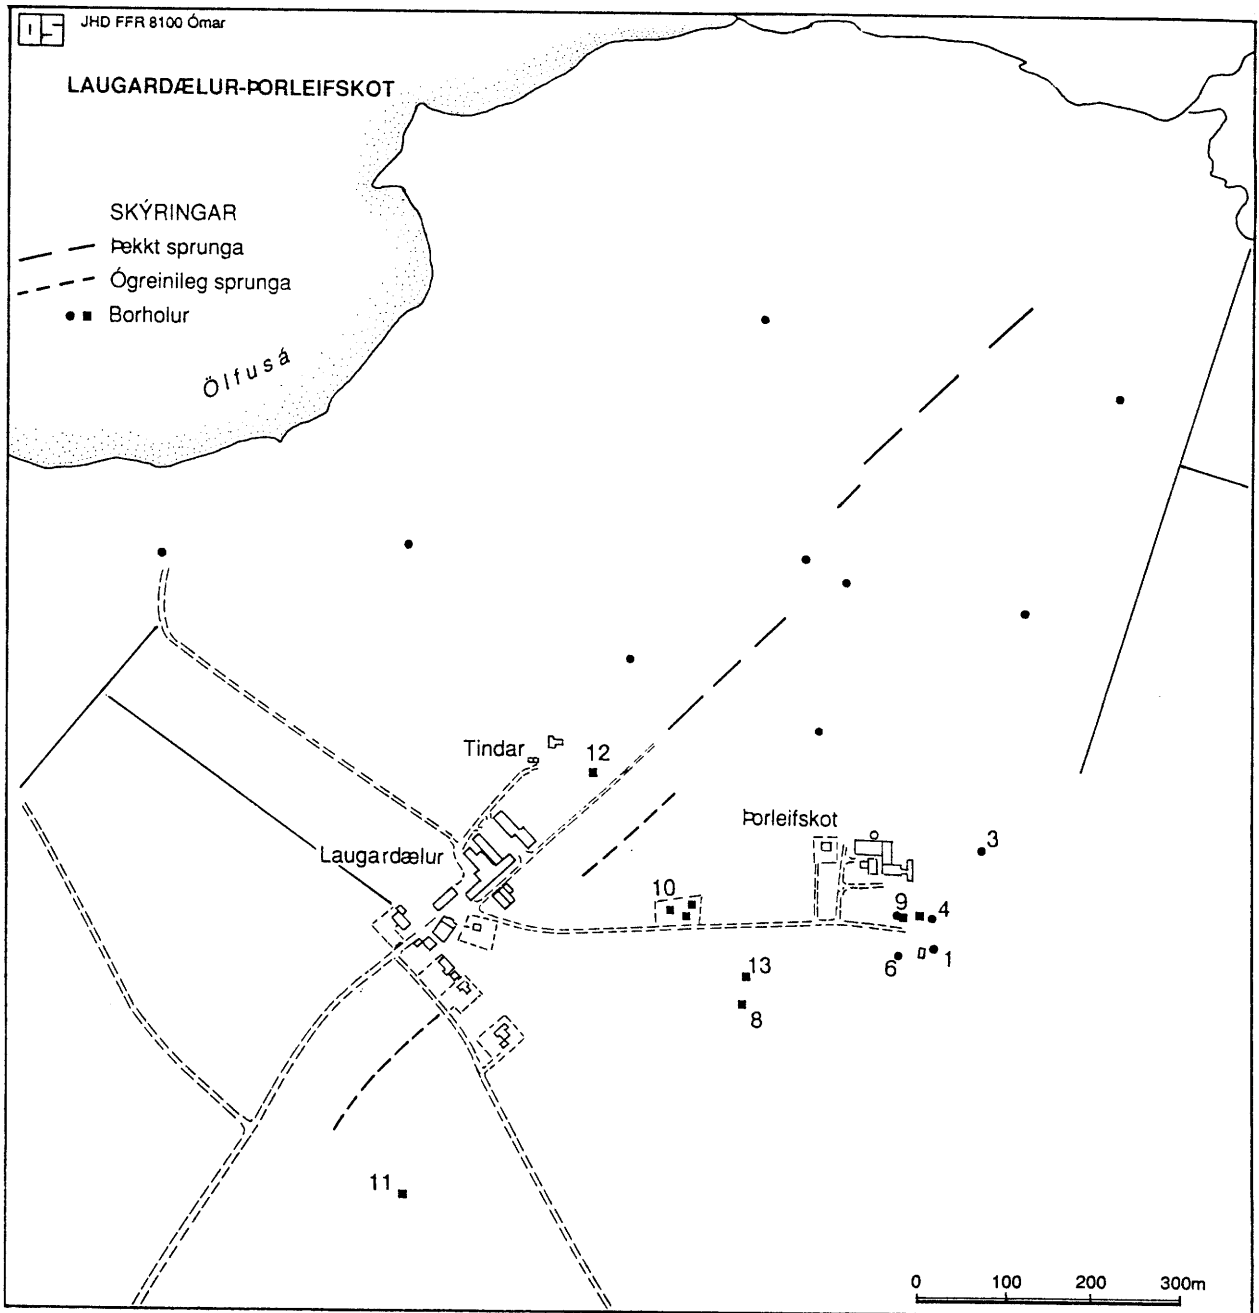 JHD FFR 8100 Ómar
LAUGARDÆLUR-ÞORLEIFSKOT
SKÝRINGAR
Þekkt sprunga
Ógreinileg sprunga
Borholur
Ölfusá
Tindar
12
Þorleifskot
3
Laugardælur
10
9
4
6
1
13
8
11
0 100 200 300m